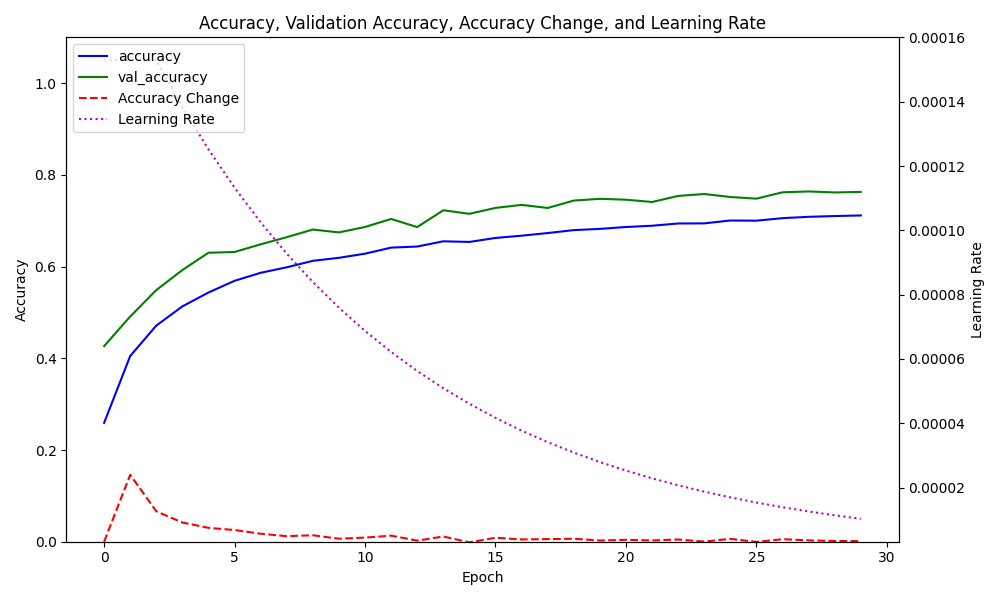 Accuracy, Validation Accuracy, Accuracy Change, and Learning Rate
accuracy
val_accuracy
Accuracy Change
Learning Rate
Accuracy
1.0
0.8
0.6
0.4
0.2
0.0
0.00016
0.00014
0.00012
0.00010
0.00008
0.00006
0.00004
0.00002
Learning Rate
0
5
10
15
20
25
30
Epoch